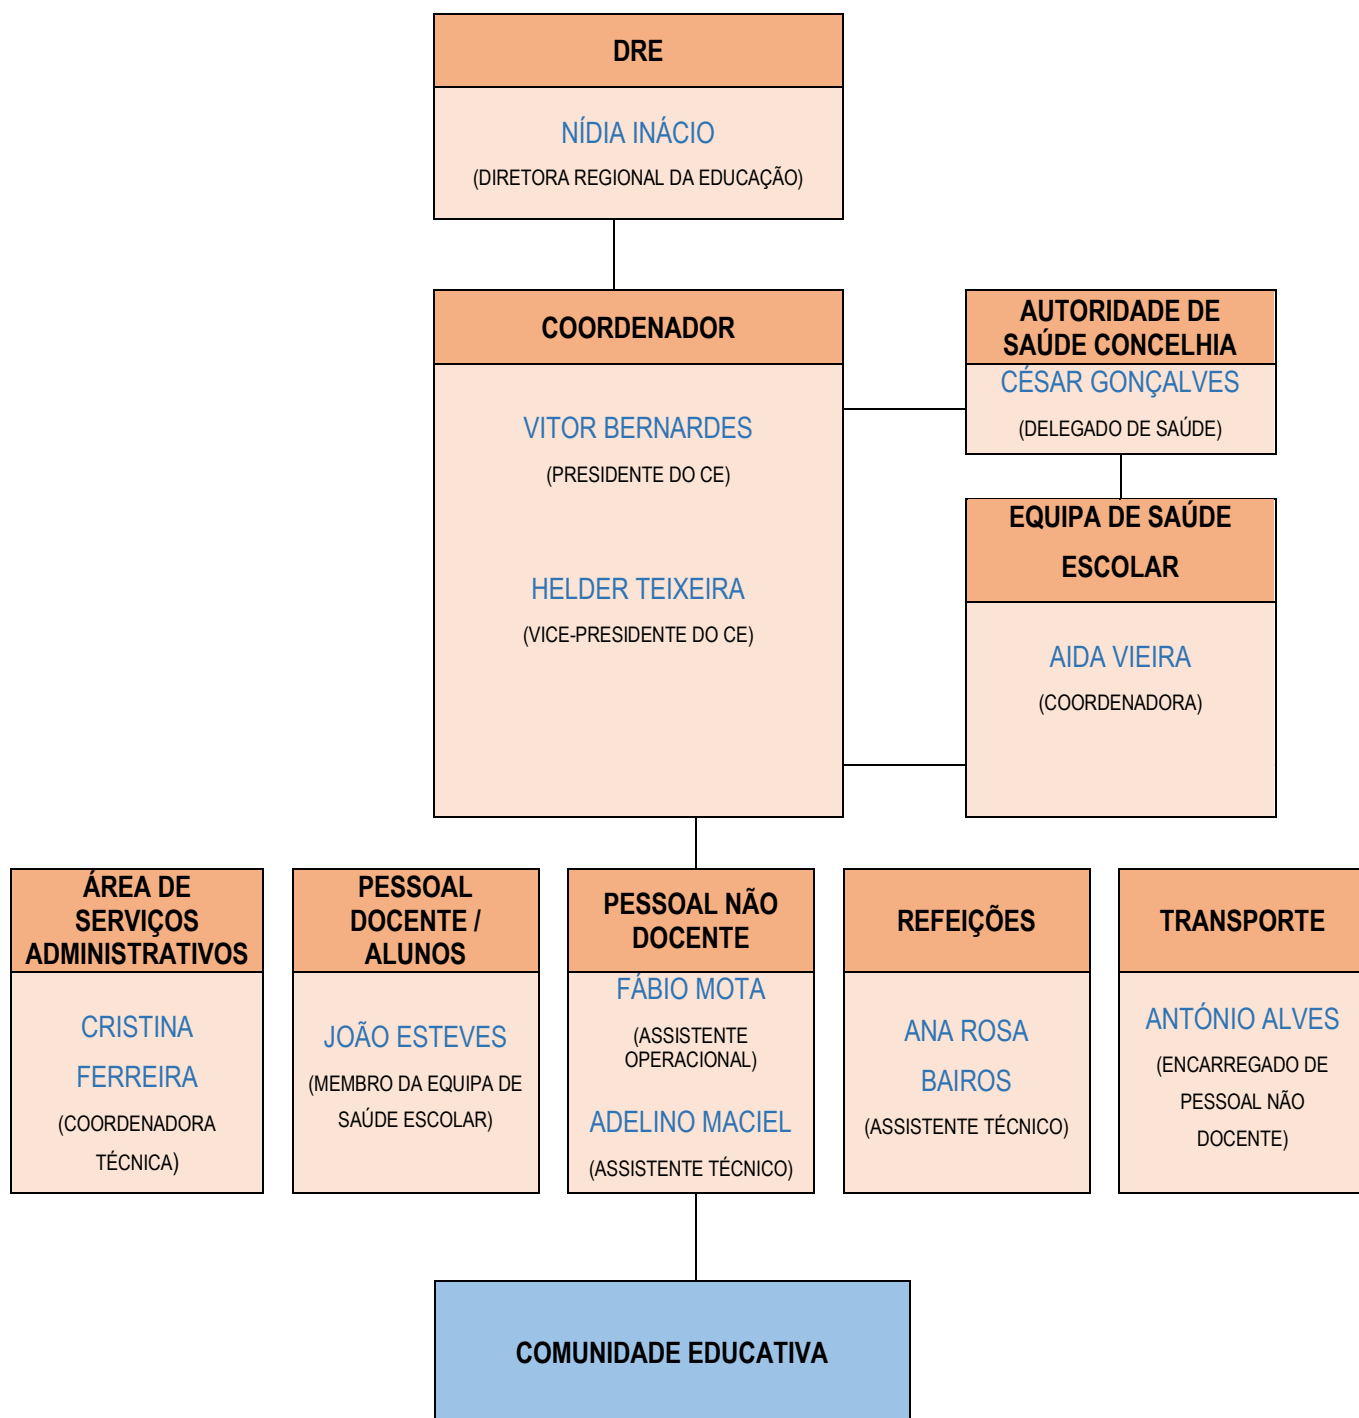 DRE
NÍDIA INÁCIO
(DIRETORA REGIONAL DA EDUCAÇÃO)
COORDENADOR
VITOR BERNARDES
(PRESIDENTE DO CE)
HELDER TEIXEIRA
(VICE-PRESIDENTE DO CE)
AUTORIDADE DE
SAÚDE CONCELHIA
CÉSAR GONÇALVES
(DELEGADO DE SAÚDE)
EQUIPA DE SAÚDE
ESCOLAR
AIDA VIEIRA
(COORDENADORA)
ÁREA DE
SERVIÇOS
ADMINISTRATIVOS
CRISTINA
FERREIRA
(COORDENADORA
TÉCNICA)
PESSOAL
DOCENTE /
ALUNOS
JOÃO ESTEVES
(MEMBRO DA EQUIPA DE
SAÚDE ESCOLAR)
PESSOAL NÃO
DOCENTE
FÁBIO MOTA
(ASSISTENTE
OPERACIONAL)
ADELINO MACIEL
(ASSISTENTE TÉCNICO)
REFEIÇÕES
ANA ROSA
BAIROS
(ASSISTENTE TÉCNICO)
TRANSPORTE
ANTÓNIO ALVES
(ENCARREGADO DE
PESSOAL NÃO
DOCENTE)
COMUNIDADE EDUCATIVA